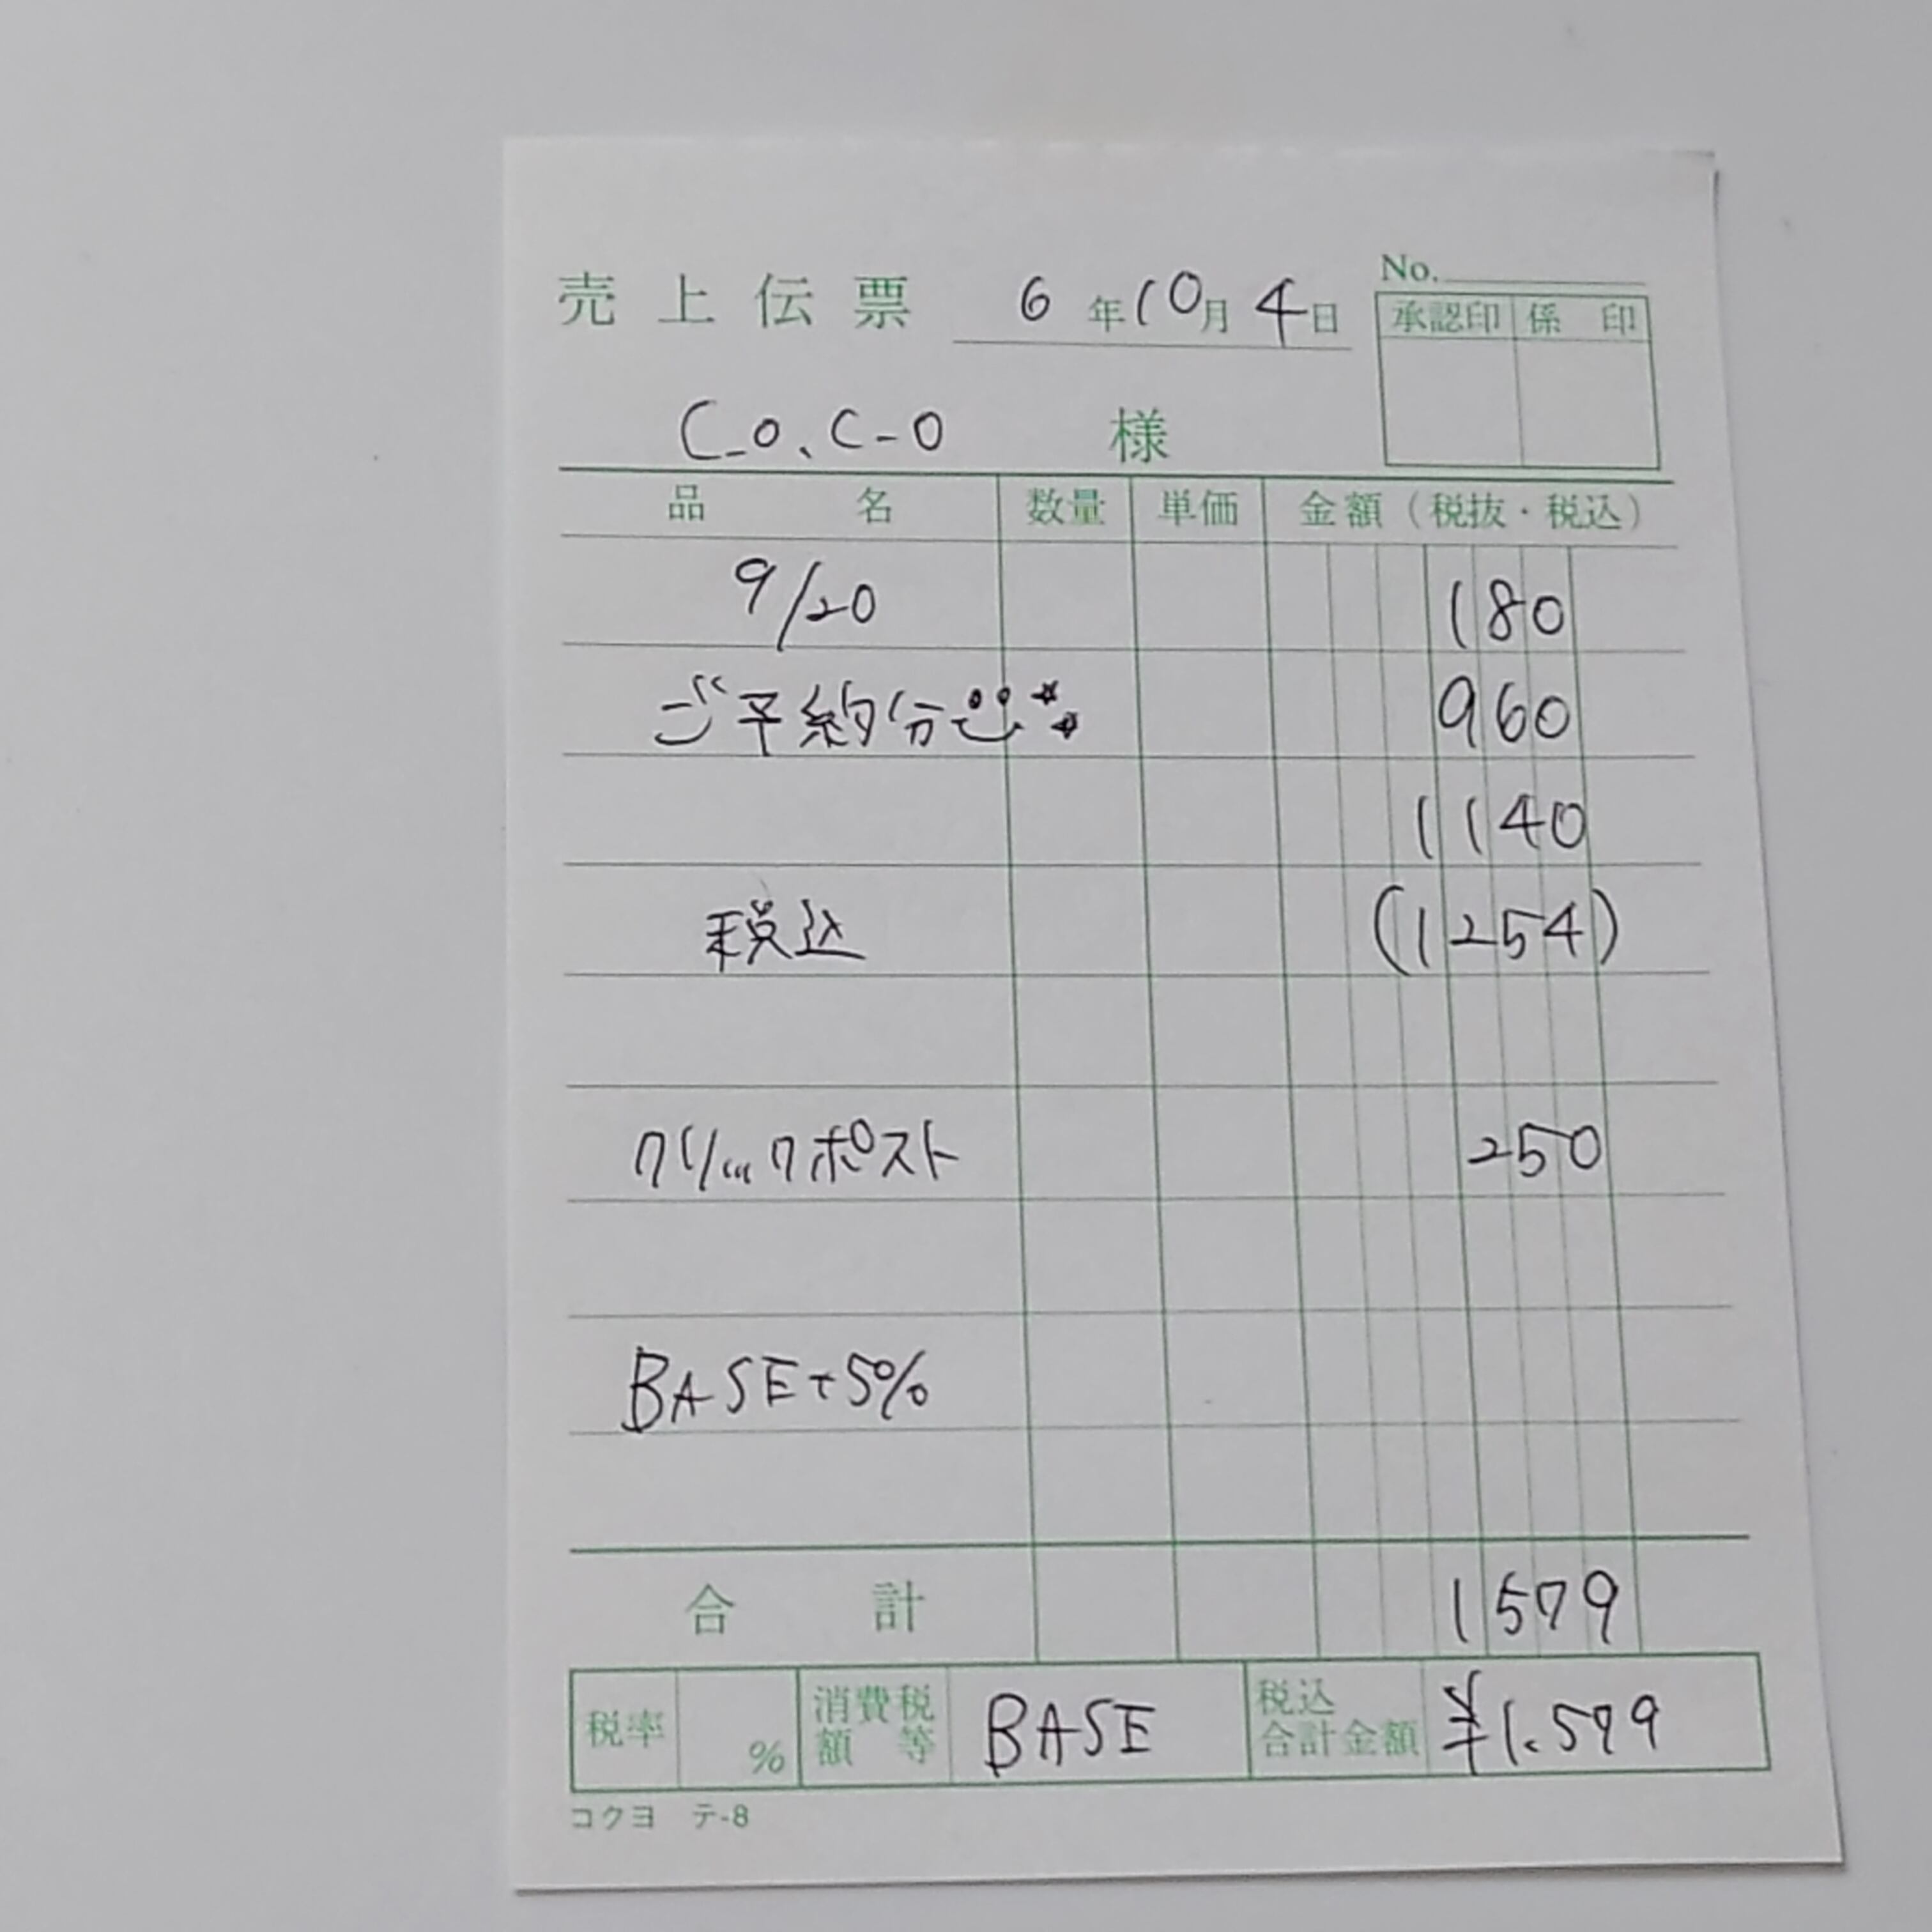 No.
売上伝票 6年10月4日
承認印 係印
C_O、C-O 様
品名 数量 単価 金額（税抜・税込）
9/20 180
ご予約分 960
1140
税込 (1254)
クリックポスト 250
BASE+5%
合計 1579
税率 % 消費税額等 BASE 税込合計金額 ¥1.579
コクヨ テ-8